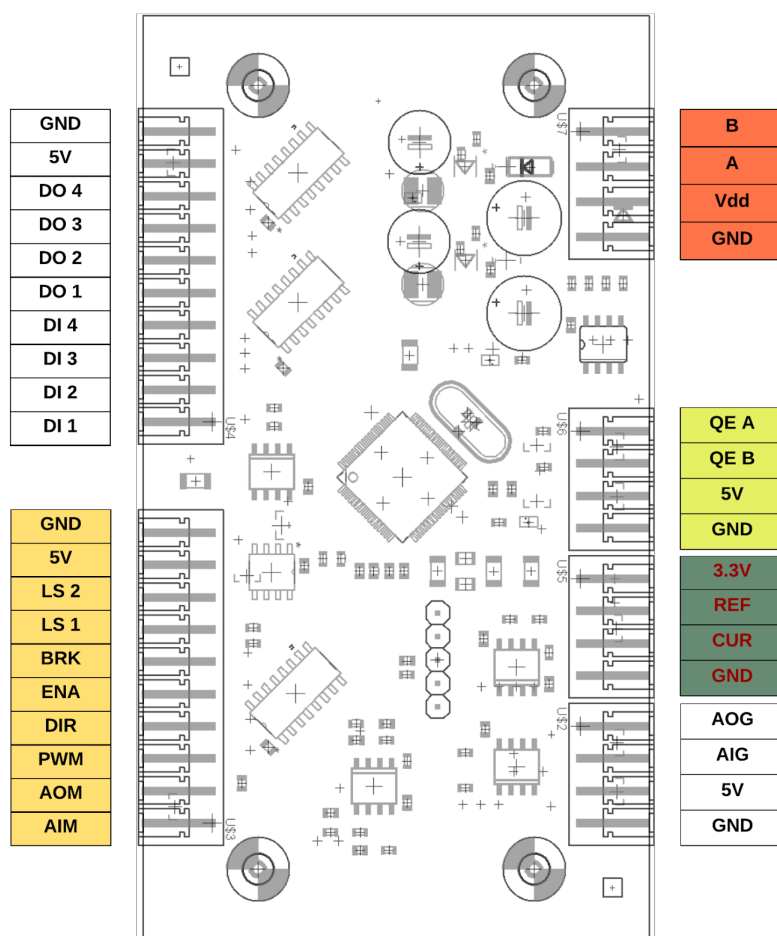 GND
5V
DO 4
DO 3
DO 2
DO 1
DI 4
DI 3
DI 2
DI 1
U$4
GND
5V
LS 2
LS 1
BRK
ENA
DIR
PWM
AOM
AIM
U$3
U$7
B
A
Vdd
GND
U$6
QE A
QE B
5V
GND
U$5
3.3V
REF
CUR
GND
U$2
AOG
AIG
5V
GND